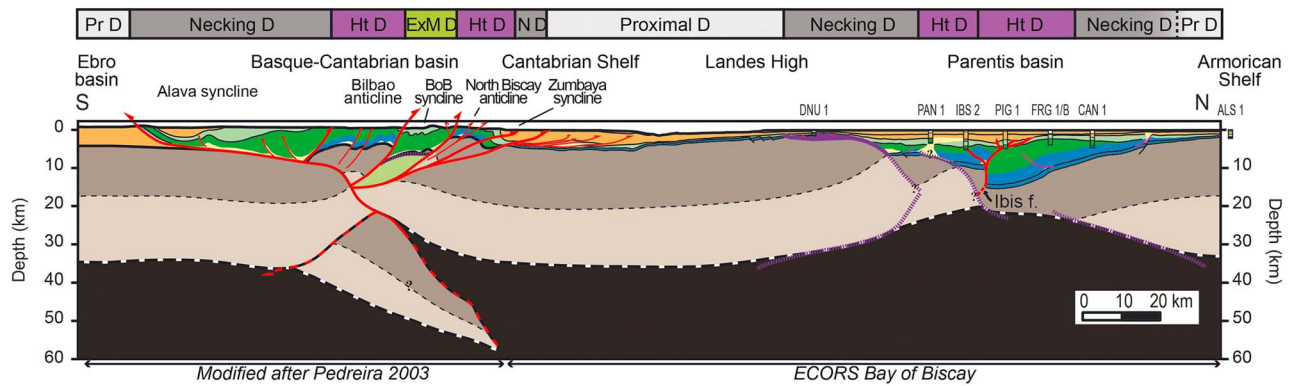 Pr D Necking D Ht D ExM D Ht D N D Proximal D Necking D Ht D Ht D Necking D Pr D
Ebro basin Basque-Cantabrian basin Cantabrian Shelf Landes High Parentis basin Armorican Shelf
S Alava syncline Bilbao anticline BoB syncline North Biscay anticline Zumbaya syncline N
DNU 1 PAN 1 IBS 2 PIG 1 FRG 1/B CAN 1 ALS 1
0 0
10 ? 10
20 ? ? Ibis f. 20
30 30
40 ? 40
50 50
60 60
Depth (km) Depth (km)
0 10 20 km
Modified after Pedreira 2003 ECORS Bay of Biscay